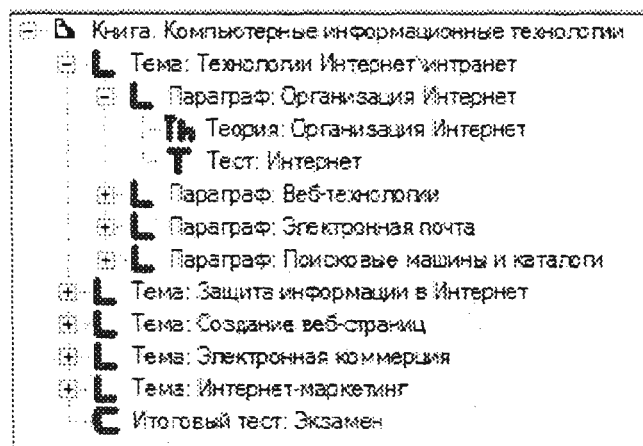 B Книга. Компьютерные информационные технологии
L Тема: Технологии Интернет\интранет
L Параграф: Организация Интернет
Th Теория: Организация Интернет
T Тест: Интернет
L Параграф: Веб-технологии
L Параграф: Электронная почта
L Параграф: Поисковые машины и каталоги
L Тема: Защита информации в Интернет
L Тема: Создание веб-страниц
L Тема: Электронная коммерция
L Тема: Интернет-маркетинг
C Итоговый тест: Экзамен